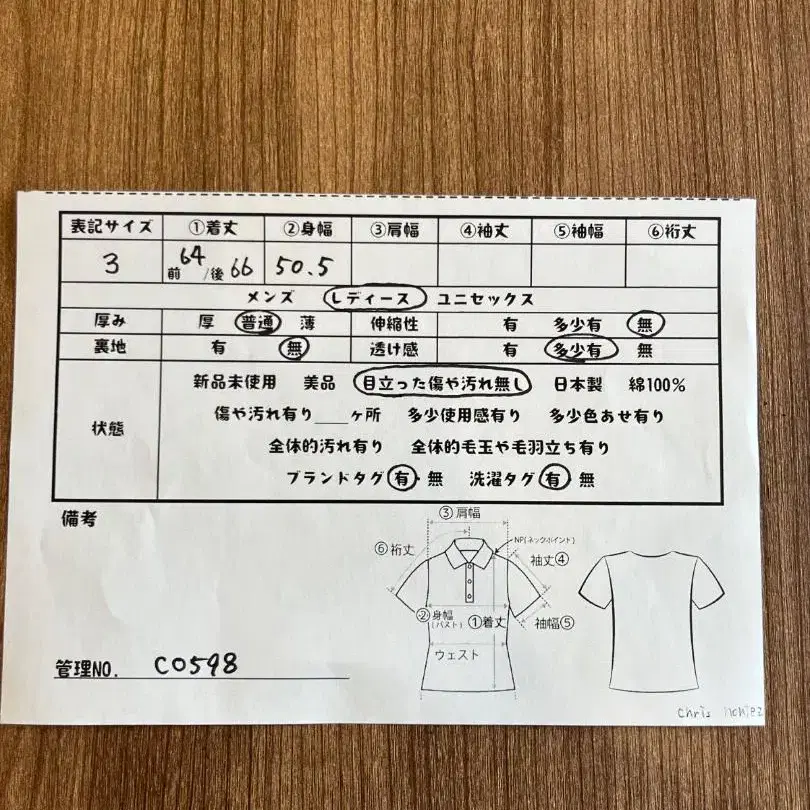 表記サイズ ①着丈 ②身幅 ③肩幅 ④袖丈 ⑤袖幅 ⑥裄丈
3 64前/後66 50.5
メンズ レディース ユニセックス
厚み 厚 普通 薄 伸縮性 有 多少有 無
裏地 有 無 透け感 有 多少有 無
状態
新品未使用 美品 目立った傷や汚れ無し 日本製 綿100%
傷や汚れ有り___ヶ所 多少使用感有り 多少色あせ有り
全体的汚れ有り 全体的毛玉や毛羽立ち有り
ブランドタグ 有・無 洗濯タグ 有・無
備考
③肩幅
NP(ネックポイント)
⑥裄丈
袖丈④
②身幅
(バスト)
①着丈
袖幅⑤
ウェスト
管理NO. C0598
Chris